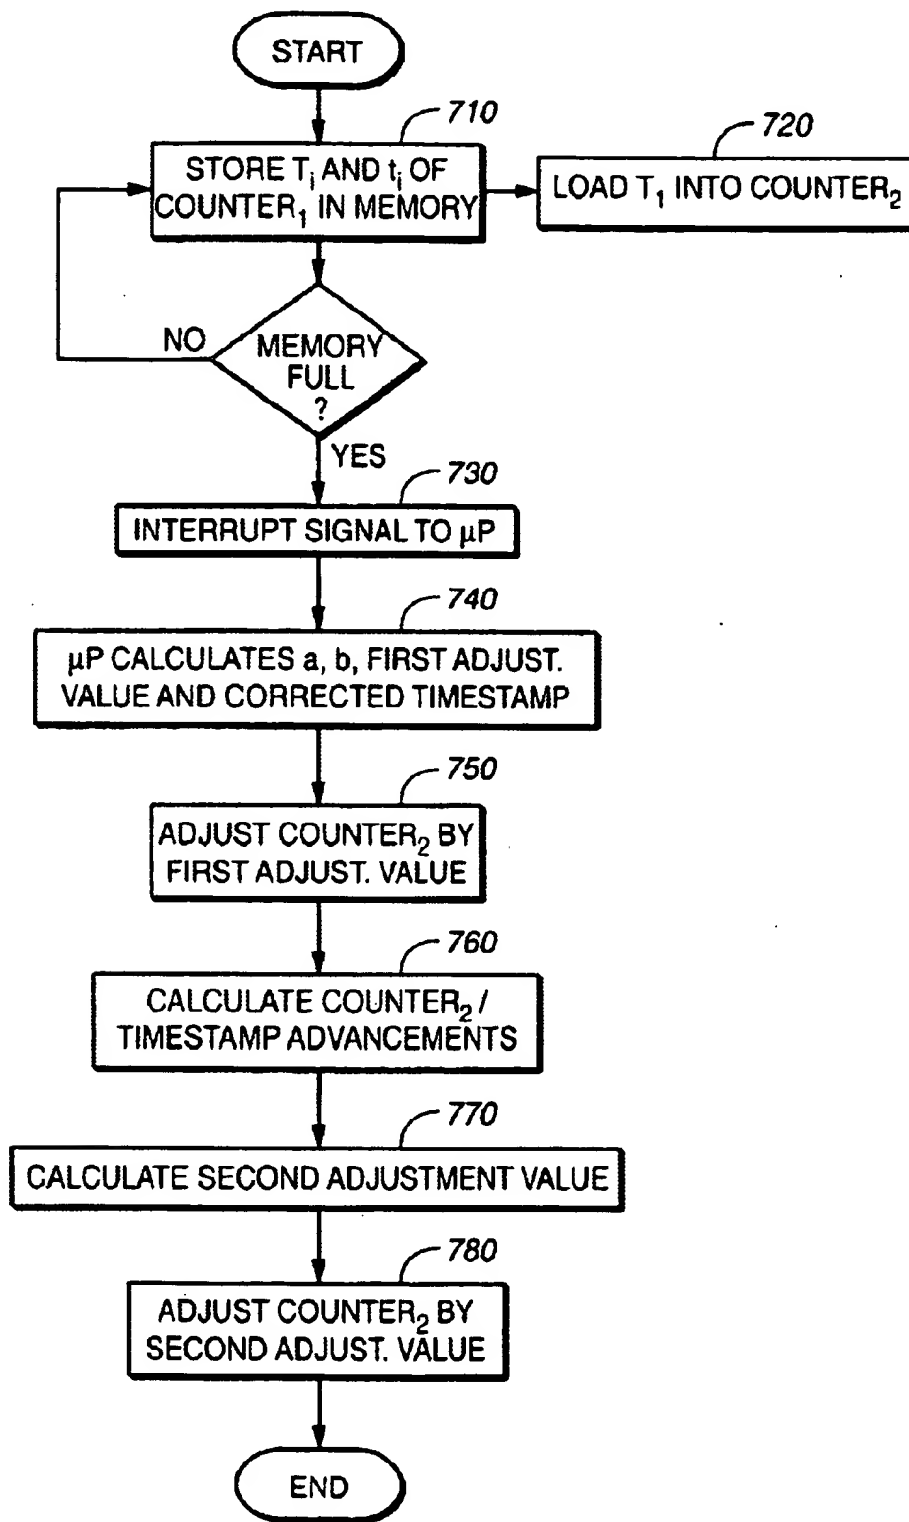 START
710
STORE Tᵢ AND tᵢ OF
COUNTER₁ IN MEMORY
720
LOAD T₁ INTO COUNTER₂
NO
MEMORY
FULL
?
YES
730
INTERRUPT SIGNAL TO μP
740
μP CALCULATES a, b, FIRST ADJUST.
VALUE AND CORRECTED TIMESTAMP
750
ADJUST COUNTER₂ BY
FIRST ADJUST. VALUE
760
CALCULATE COUNTER₂ /
TIMESTAMP ADVANCEMENTS
770
CALCULATE SECOND ADJUSTMENT VALUE
780
ADJUST COUNTER₂ BY
SECOND ADJUST. VALUE
END